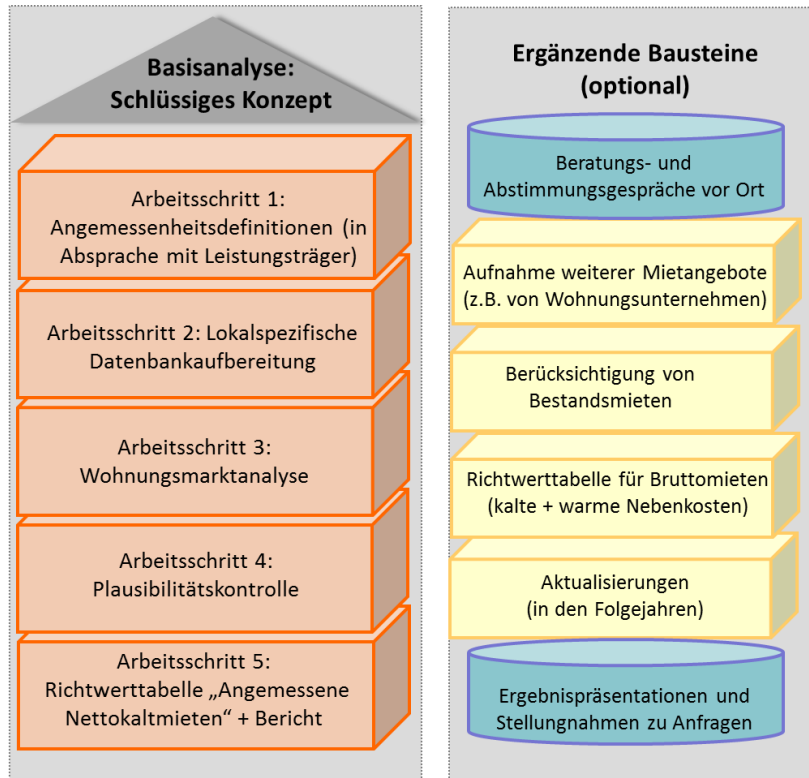 Basisanalyse:
Schlüssiges Konzept
Arbeitsschritt 1:
Angemessenheitsdefinitionen (in
Absprache mit Leistungsträger)
Arbeitsschritt 2: Lokalspezifische
Datenbankaufbereitung
Arbeitsschritt 3:
Wohnungsmarktanalyse
Arbeitsschritt 4:
Plausibilitätskontrolle
Arbeitsschritt 5:
Richtwerttabelle „Angemessene
Nettokaltmieten“ + Bericht
Ergänzende Bausteine
(optional)
Beratungs- und
Abstimmungsgespräche vor Ort
Aufnahme weiterer Mietangebote
(z.B. von Wohnungsunternehmen)
Berücksichtigung von
Bestandsmieten
Richtwerttabelle für Bruttomieten
(kalte + warme Nebenkosten)
Aktualisierungen
(in den Folgejahren)
Ergebnispräsentationen und
Stellungnahmen zu Anfragen